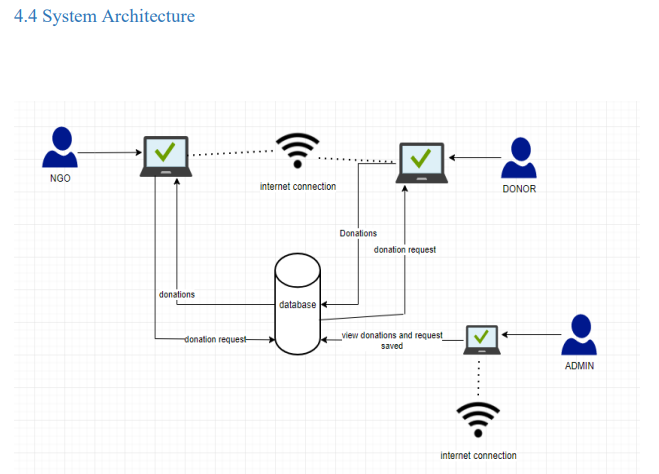 4.4 System Architecture
NGO
internet connection
DONOR
Donations
donation request
donations
database
donation request
view donations and request
saved
ADMIN
internet connection